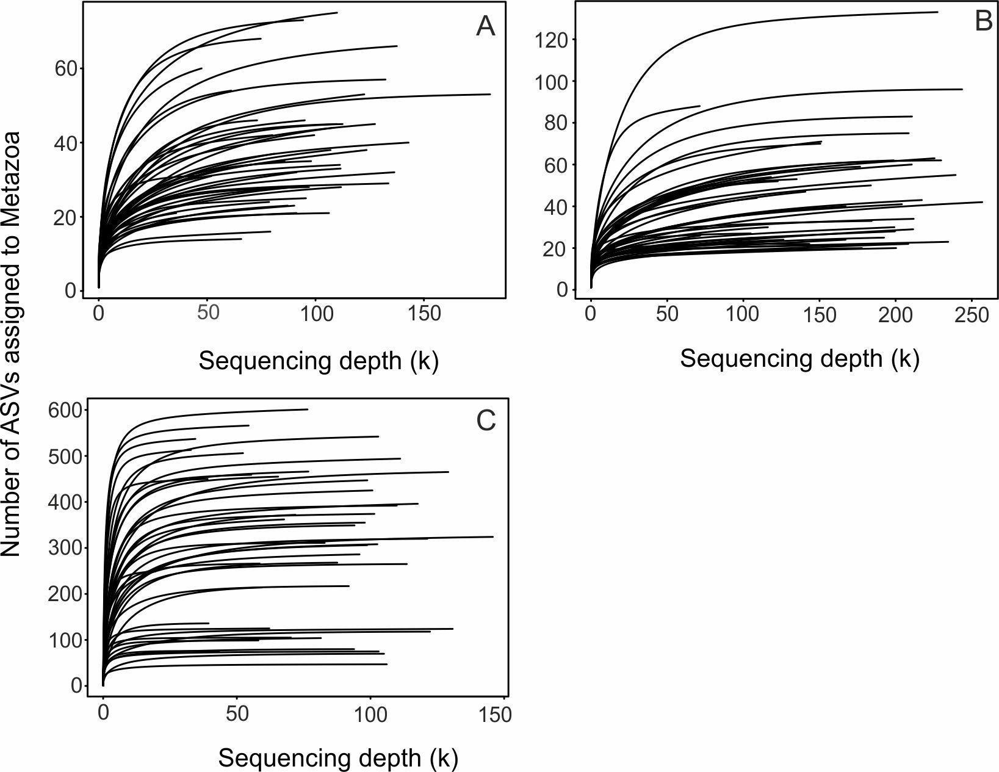 Number of ASVs assigned to Metazoa
A
60
40
20
0
0 50 100 150
Sequencing depth (k)
B
120
100
80
60
40
20
0
0 50 100 150 200 250
Sequencing depth (k)
C
600
500
400
300
200
100
0
0 50 100 150
Sequencing depth (k)